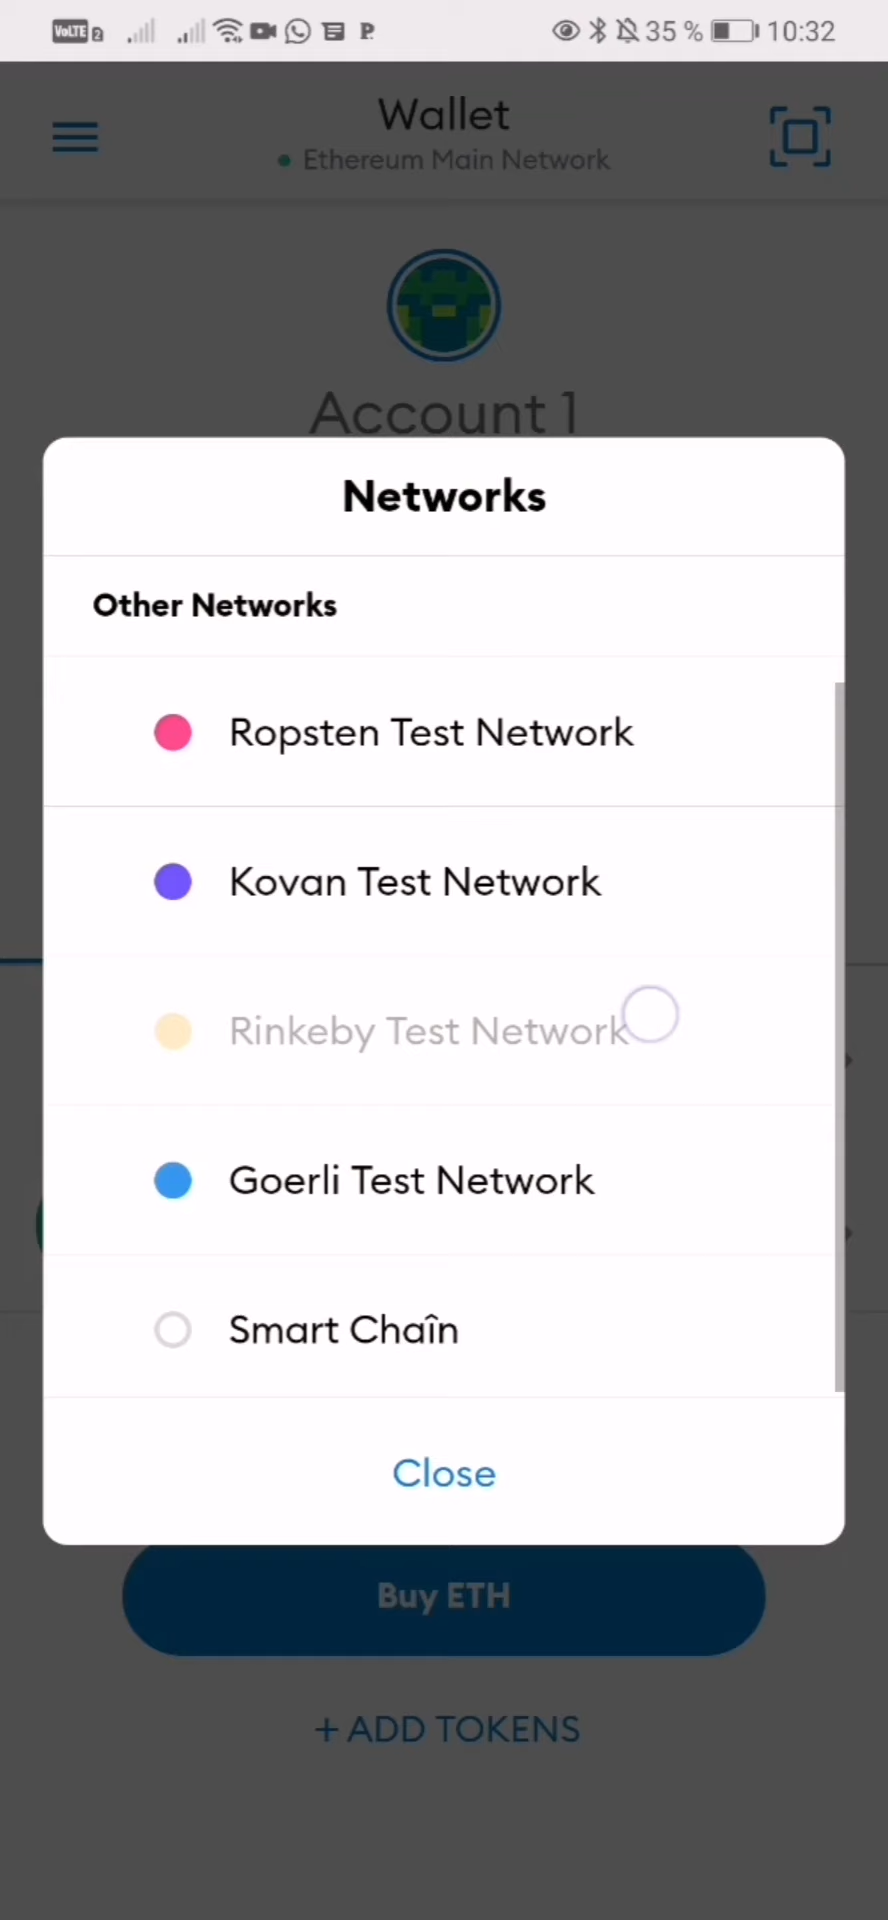 VoLTE 2 35 % 10:32
Wallet
Ethereum Main Network
Account 1
Networks
Other Networks
Ropsten Test Network
Kovan Test Network
Rinkeby Test Network
Goerli Test Network
Smart Chaîn
Close
Buy ETH
+ ADD TOKENS